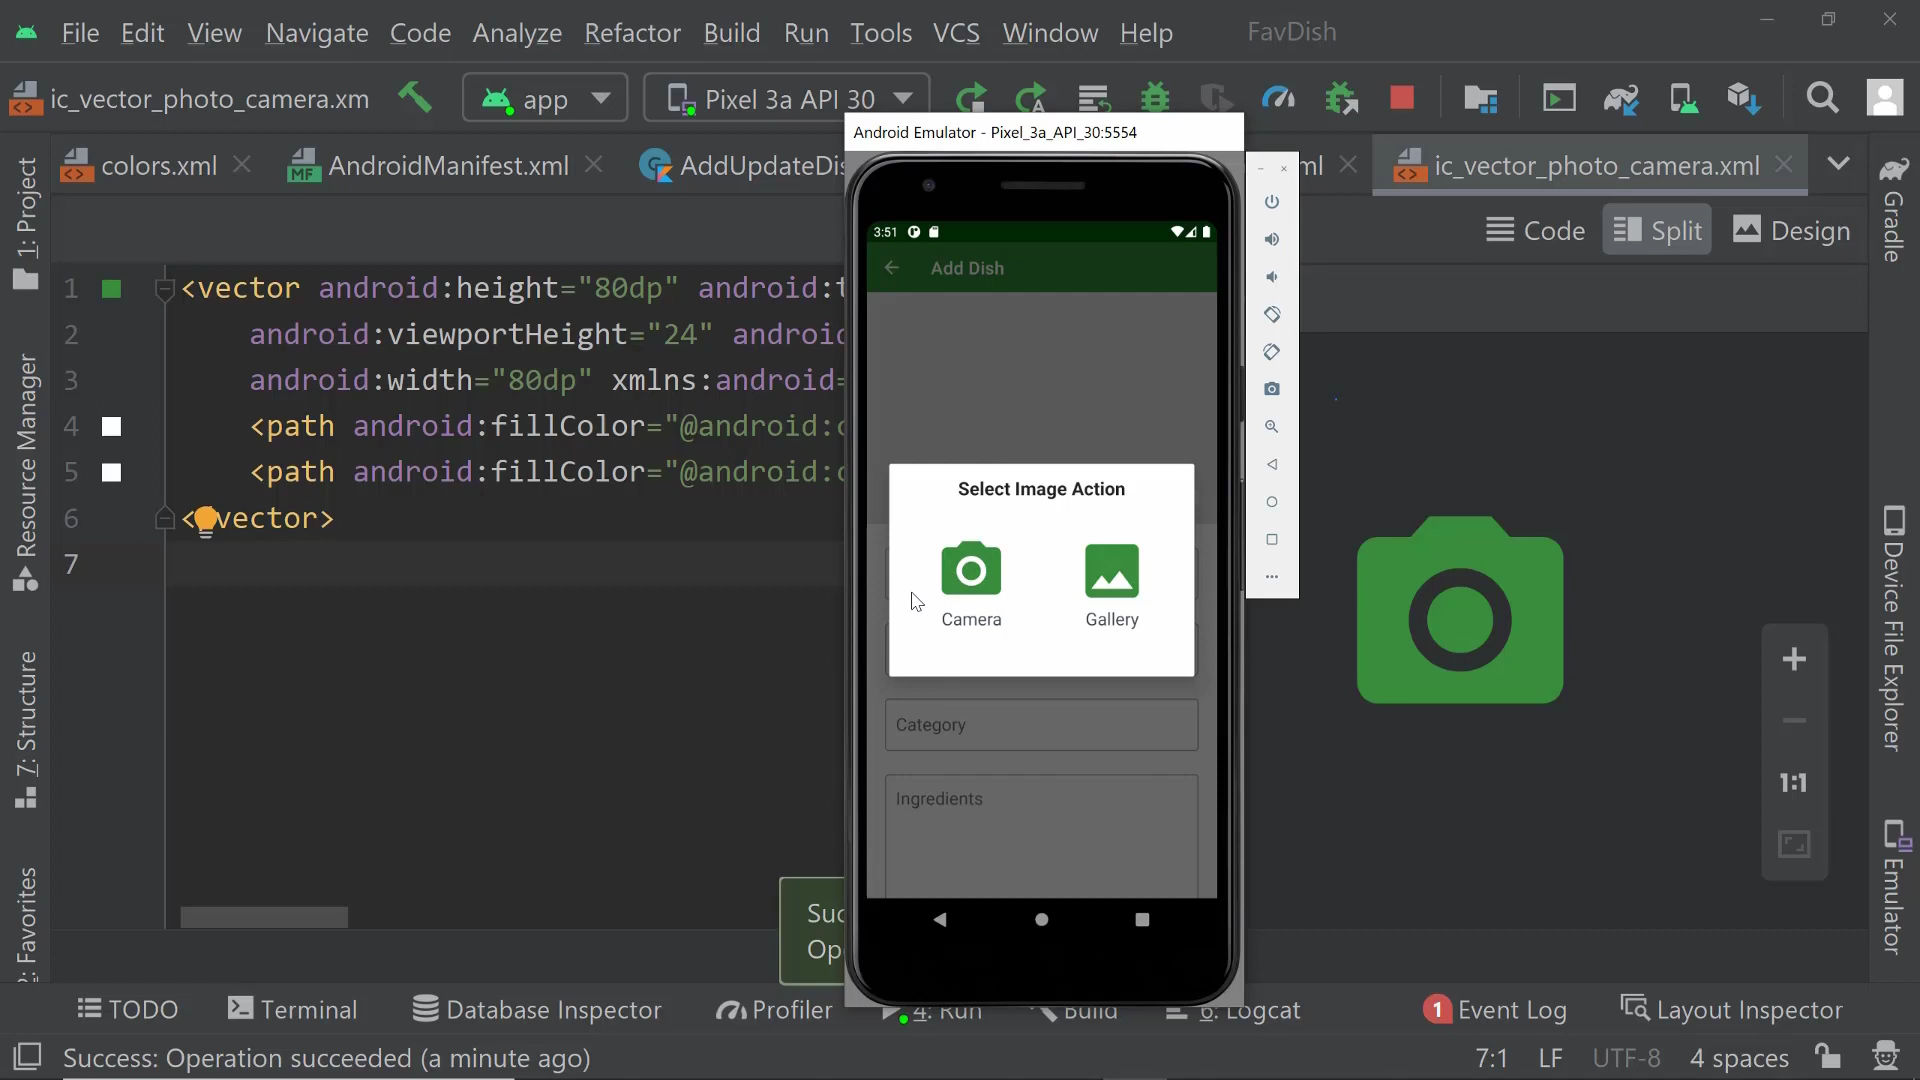 File Edit View Navigate Code Analyze Refactor Build Run Tools VCS Window Help FavDish
ic_vector_photo_camera.xm app Pixel 3a API 30
colors.xml AndroidManifest.xml AddUpdateDis ml ic_vector_photo_camera.xml
Code Split Design
1 <vector android:height="80dp" android:t
2 android:viewportHeight="24" android
3 android:width="80dp" xmlns:android=
4 <path android:fillColor="@android:c
5 <path android:fillColor="@android:c
6 <vector>
7
1: Project
Resource Manager
7: Structure
2: Favorites
Android Emulator - Pixel_3a_API_30:5554
3:51
Add Dish
Select Image Action
Camera Gallery
Category
Ingredients
Suc
Ope
1:1
Gradle
Device File Explorer
Emulator
TODO Terminal Database Inspector Profiler 4: Run Build 6: Logcat 1 Event Log Layout Inspector
Success: Operation succeeded (a minute ago) 7:1 LF UTF-8 4 spaces